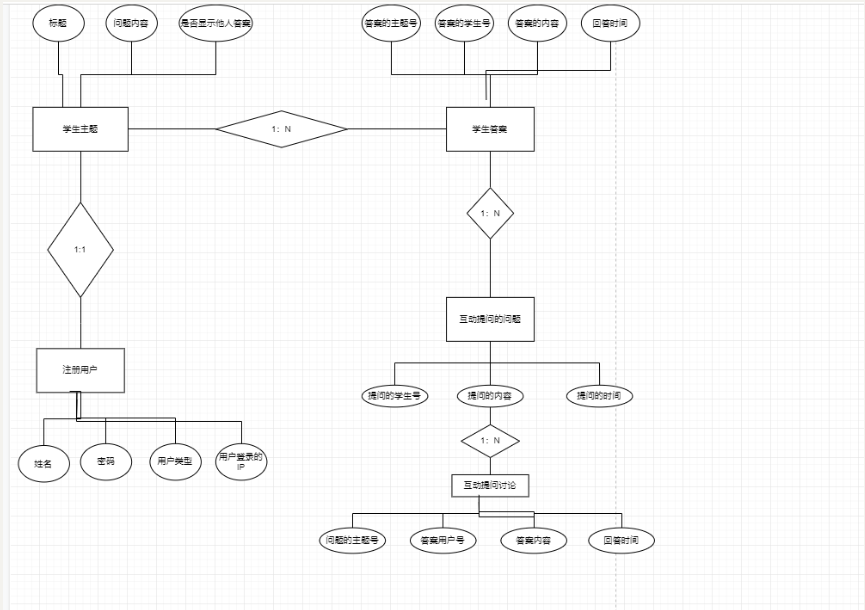 标题
问题内容
是否显示他人答案
答案的主题号
答案的学生号
答案的内容
回答时间
学生主题
1：N
学生答案
1：N
1:1
互动提问的问题
注册用户
提问的学生号
提问的内容
提问的时间
1：N
姓名
密码
用户类型
用户登录的
IP
互动提问讨论
问题的主题号
答案用户号
答案内容
回答时间